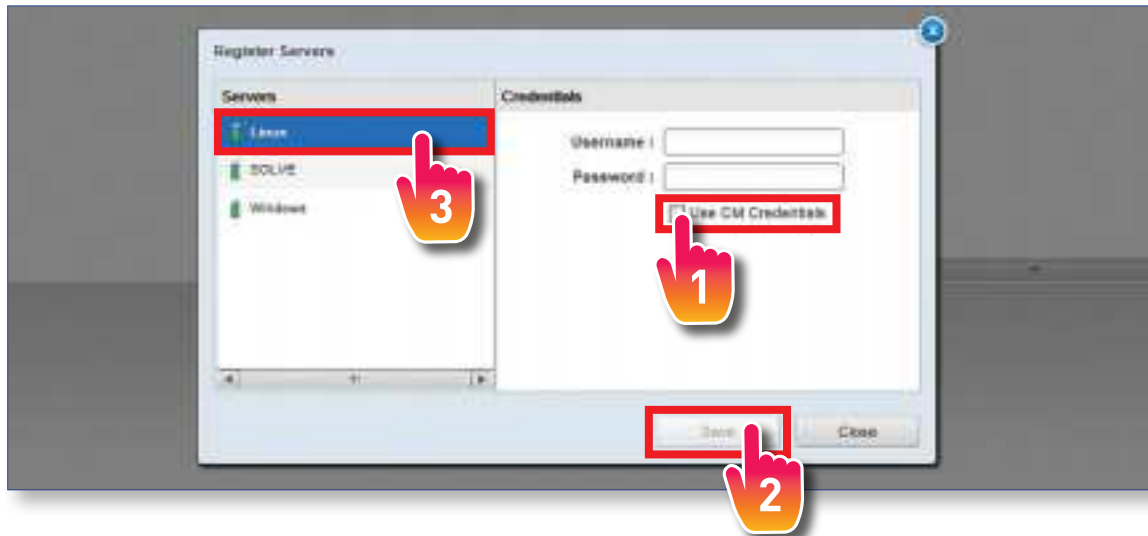 Register Servers
Servers
Credentials
Linux
Username :
SOLVE
Password :
Windows
Use CM Credentials
3
1
Save
Close
2